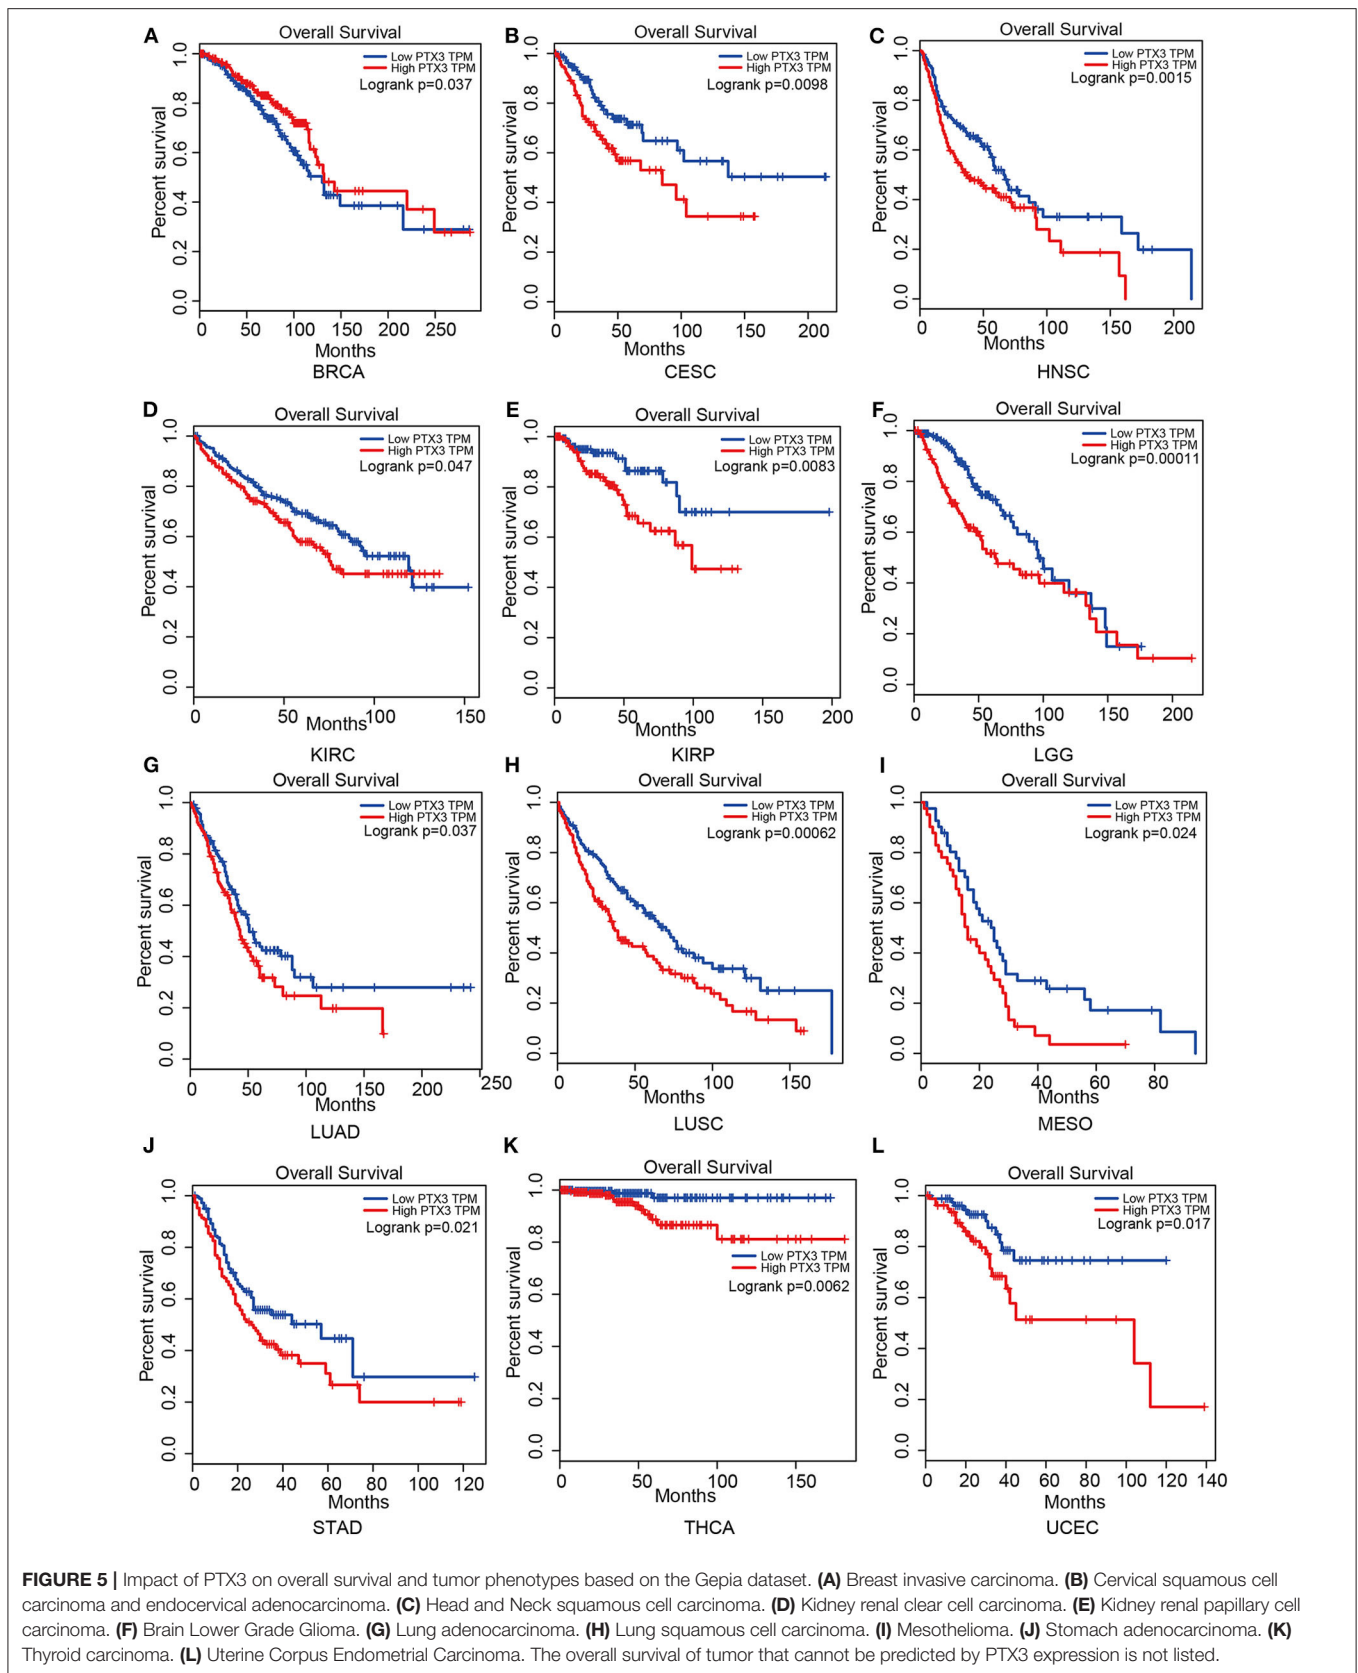 A
Overall Survival
Low PTX3 TPM
High PTX3 TPM
Logrank p=0.037
Percent survival
0.0 0.2 0.4 0.6 0.8 1.0
0 50 100 150 200 250
Months
BRCA
B
Overall Survival
Low PTX3 TPM
High PTX3 TPM
Logrank p=0.0098
Percent survival
0.0 0.2 0.4 0.6 0.8 1.0
0 50 100 150 200
Months
CESC
C
Overall Survival
Low PTX3 TPM
High PTX3 TPM
Logrank p=0.0015
Percent survival
0.0 0.2 0.4 0.6 0.8 1.0
0 50 100 150 200
Months
HNSC
D
Overall Survival
Low PTX3 TPM
High PTX3 TPM
Logrank p=0.047
Percent survival
0.0 0.2 0.4 0.6 0.8 1.0
0 50 100 150
Months
KIRC
E
Overall Survival
Low PTX3 TPM
High PTX3 TPM
Logrank p=0.0083
Percent survival
0.0 0.2 0.4 0.6 0.8 1.0
0 50 100 150 200
Months
KIRP
F
Overall Survival
Low PTX3 TPM
High PTX3 TPM
Logrank p=0.00011
Percent survival
0.0 0.2 0.4 0.6 0.8 1.0
0 50 100 150 200
Months
LGG
G
Overall Survival
Low PTX3 TPM
High PTX3 TPM
Logrank p=0.037
Percent survival
0.0 0.2 0.4 0.6 0.8 1.0
0 50 100 150 200 250
Months
LUAD
H
Overall Survival
Low PTX3 TPM
High PTX3 TPM
Logrank p=0.00062
Percent survival
0.0 0.2 0.4 0.6 0.8 1.0
0 50 100 150
Months
LUSC
I
Overall Survival
Low PTX3 TPM
High PTX3 TPM
Logrank p=0.024
Percent survival
0.0 0.2 0.4 0.6 0.8 1.0
0 20 40 60 80
Months
MESO
J
Overall Survival
Low PTX3 TPM
High PTX3 TPM
Logrank p=0.021
Percent survival
0.0 0.2 0.4 0.6 0.8 1.0
0 20 40 60 80 100 120
Months
STAD
K
Overall Survival
Low PTX3 TPM
High PTX3 TPM
Logrank p=0.0062
Percent survival
0.0 0.2 0.4 0.6 0.8 1.0
0 50 100 150
Months
THCA
L
Overall Survival
Low PTX3 TPM
High PTX3 TPM
Logrank p=0.017
Percent survival
0.0 0.2 0.4 0.6 0.8 1.0
0 20 40 60 80 100 120 140
Months
UCEC
FIGURE 5 | Impact of PTX3 on overall survival and tumor phenotypes based on the Gepia dataset. (A) Breast invasive carcinoma. (B) Cervical squamous cell
carcinoma and endocervical adenocarcinoma. (C) Head and Neck squamous cell carcinoma. (D) Kidney renal clear cell carcinoma. (E) Kidney renal papillary cell
carcinoma. (F) Brain Lower Grade Glioma. (G) Lung adenocarcinoma. (H) Lung squamous cell carcinoma. (I) Mesothelioma. (J) Stomach adenocarcinoma. (K)
Thyroid carcinoma. (L) Uterine Corpus Endometrial Carcinoma. The overall survival of tumor that cannot be predicted by PTX3 expression is not listed.